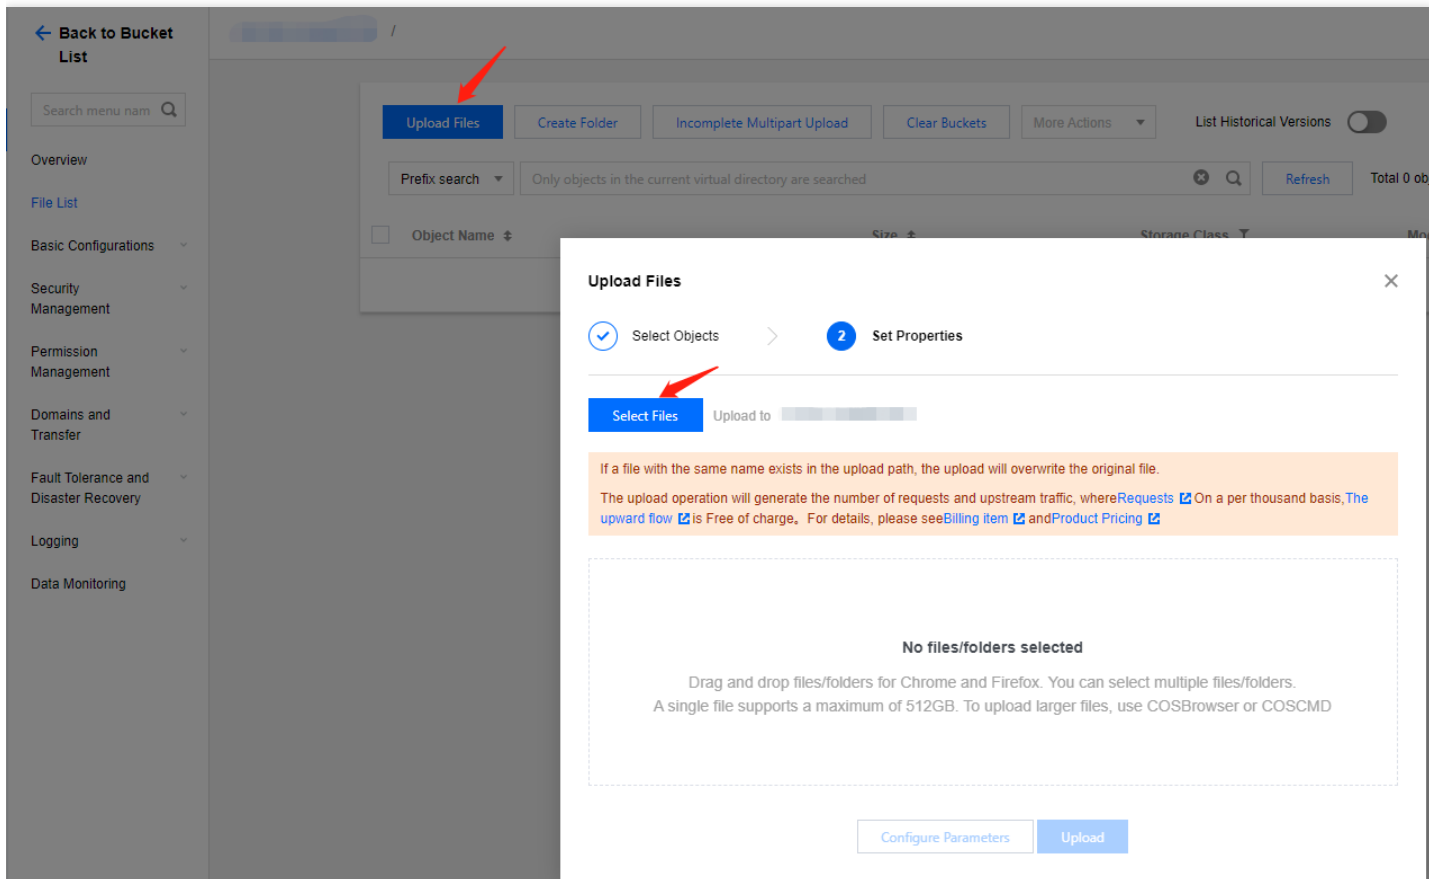 Back to Bucket
List
/
Search menu nam
Overview
File List
Basic Configurations
Security
Management
Permission
Management
Domains and
Transfer
Fault Tolerance and
Disaster Recovery
Logging
Data Monitoring
Upload Files
Create Folder
Incomplete Multipart Upload
Clear Buckets
More Actions
List Historical Versions
Prefix search
Only objects in the current virtual directory are searched
Refresh
Total 0 ob
Object Name
Size
Storage Class
Mo
Upload Files
Select Objects
2
Set Properties
Select Files
Upload to
If a file with the same name exists in the upload path, the upload will overwrite the original file.
The upload operation will generate the number of requests and upstream traffic, whereRequests On a per thousand basis,The
upward flow is Free of charge。For details, please seeBilling item andProduct Pricing
No files/folders selected
Drag and drop files/folders for Chrome and Firefox. You can select multiple files/folders.
A single file supports a maximum of 512GB. To upload larger files, use COSBrowser or COSCMD
Configure Parameters
Upload